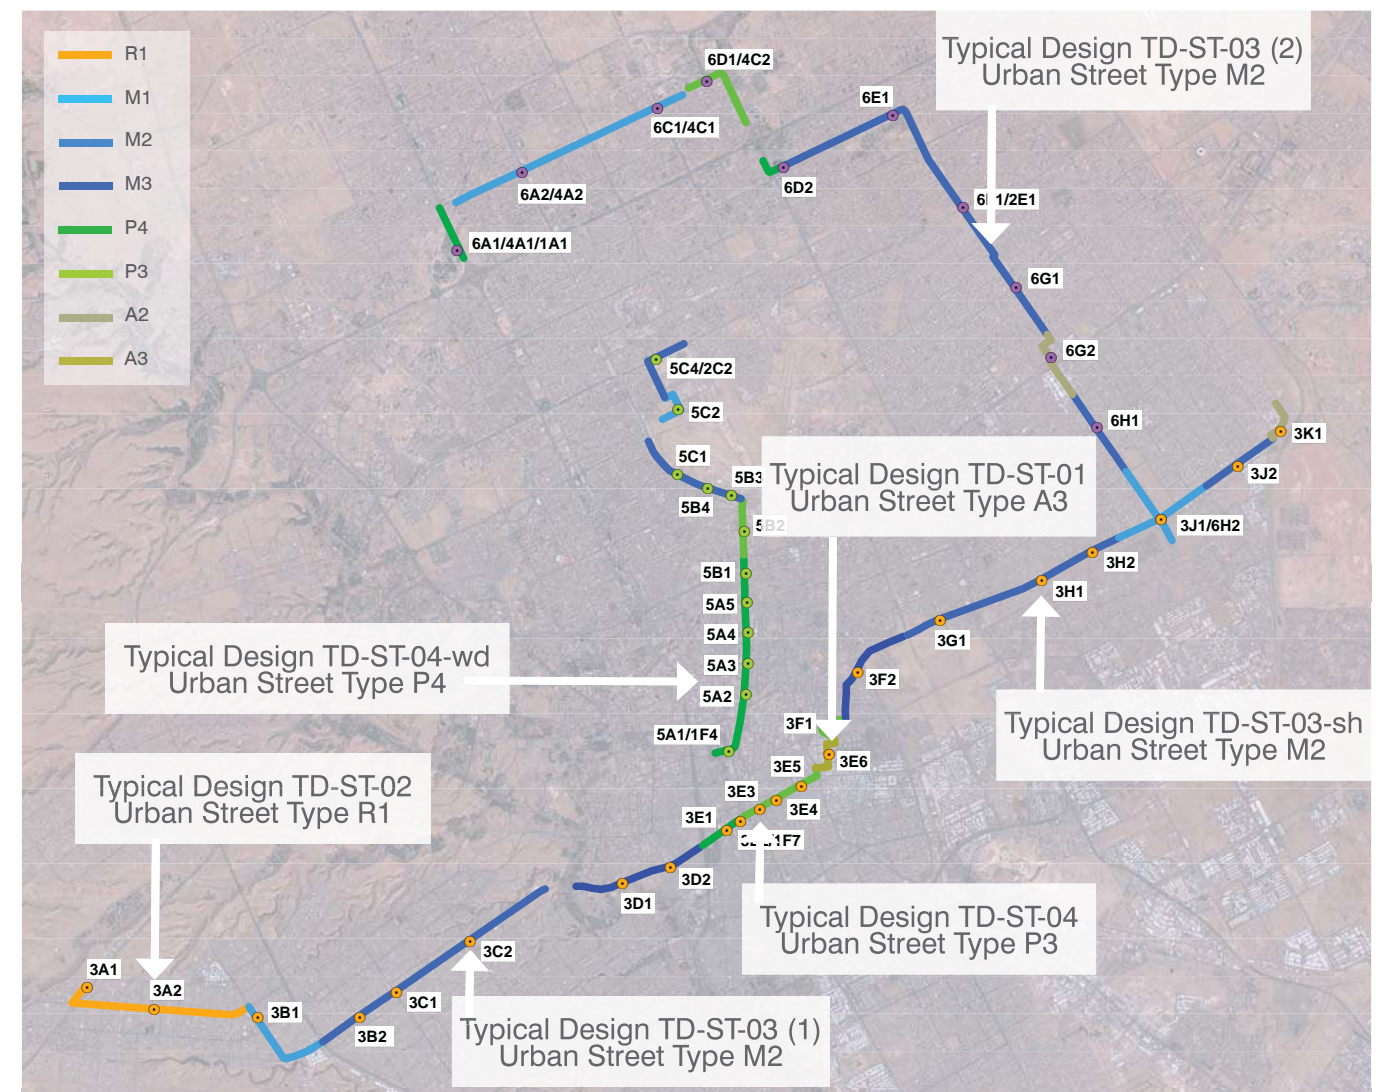 R1
M1
M2
M3
P4
P3
A2
A3
Typical Design TD-ST-03 (2)
Urban Street Type M2
6D1/4C2
6E1
6C1/4C1
6D2
6A2/4A2
6A1/4A1/1A1
6G1
6G2
5C4/2C2
5C2
6H1
3K1
3J2
5C1
5B3
5B4
5B2
Typical Design TD-ST-01
Urban Street Type A3
3J1/6H2
3H2
3H1
5B1
5A5
5A4
5A3
5A2
3G1
3F2
Typical Design TD-ST-04-wd
Urban Street Type P4
Typical Design TD-ST-03-sh
Urban Street Type M2
3F1
5A1/1F4
3E6
3E5
3E3
3E4
3E1
Typical Design TD-ST-02
Urban Street Type R1
3D2
3D1
Typical Design TD-ST-04
Urban Street Type P3
3C2
3A1
3A2
3C1
3B1
3B2
Typical Design TD-ST-03 (1)
Urban Street Type M2